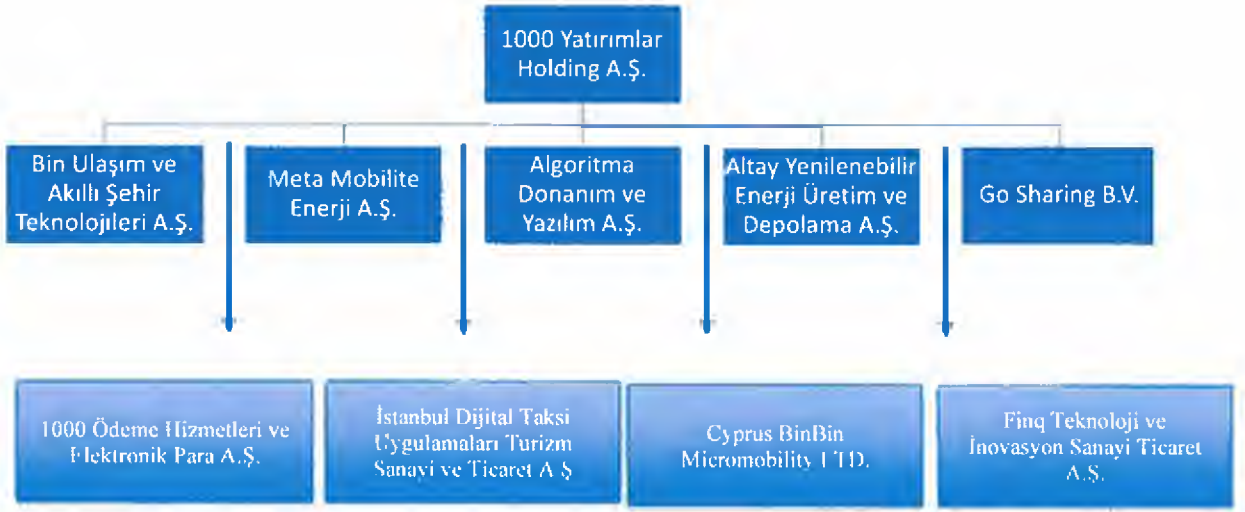 1000 Yatırımlar
Holding A.Ş.
Bin Ulaşım ve
Akıllı Şehir
Teknolojileri A.Ş.
Meta Mobilite
Enerji A.Ş.
Algoritma
Donanım ve
Yazılım A.Ş.
Altay Yenilenebilir
Enerji Üretim ve
Depolama A.Ş.
Go Sharing B.V.
1000 Ödeme Hizmetleri ve
Elektronik Para A.Ş.
İstanbul Dijital Taksi
Uygulamaları Turizm
Sanayi ve Ticaret A.Ş
Cyprus BinBin
Micromobility LTD.
Finq Teknoloji ve
İnovasyon Sanayi Ticaret
A.Ş.